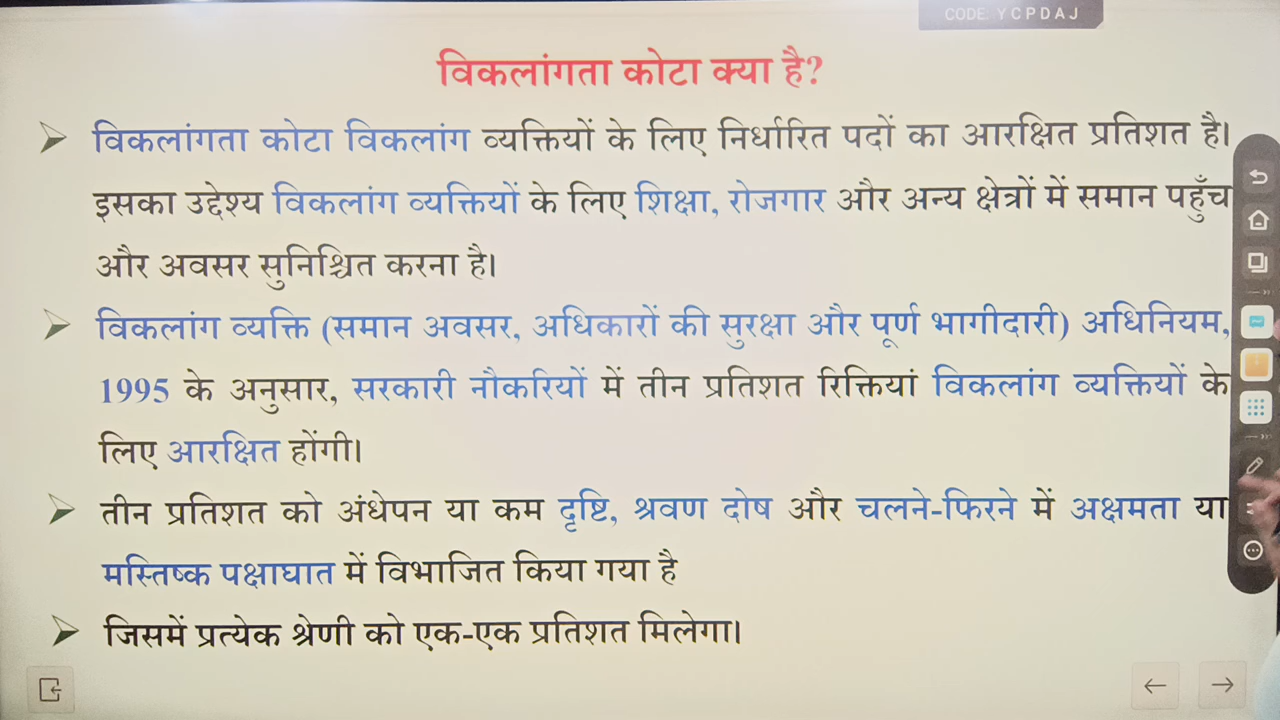 CODE: Y C P D A J
विकलांगता कोटा क्या है?
विकलांगता कोटा विकलांग व्यक्तियों के लिए निर्धारित पदों का आरक्षित प्रतिशत है।
इसका उद्देश्य विकलांग व्यक्तियों के लिए शिक्षा, रोजगार और अन्य क्षेत्रों में समान पहुँच
और अवसर सुनिश्चित करना है।
विकलांग व्यक्ति (समान अवसर, अधिकारों की सुरक्षा और पूर्ण भागीदारी) अधिनियम,
1995 के अनुसार, सरकारी नौकरियों में तीन प्रतिशत रिक्तियां विकलांग व्यक्तियों के
लिए आरक्षित होंगी।
तीन प्रतिशत को अंधेपन या कम दृष्टि, श्रवण दोष और चलने-फिरने में अक्षमता या
मस्तिष्क पक्षाघात में विभाजित किया गया है
जिसमें प्रत्येक श्रेणी को एक-एक प्रतिशत मिलेगा।